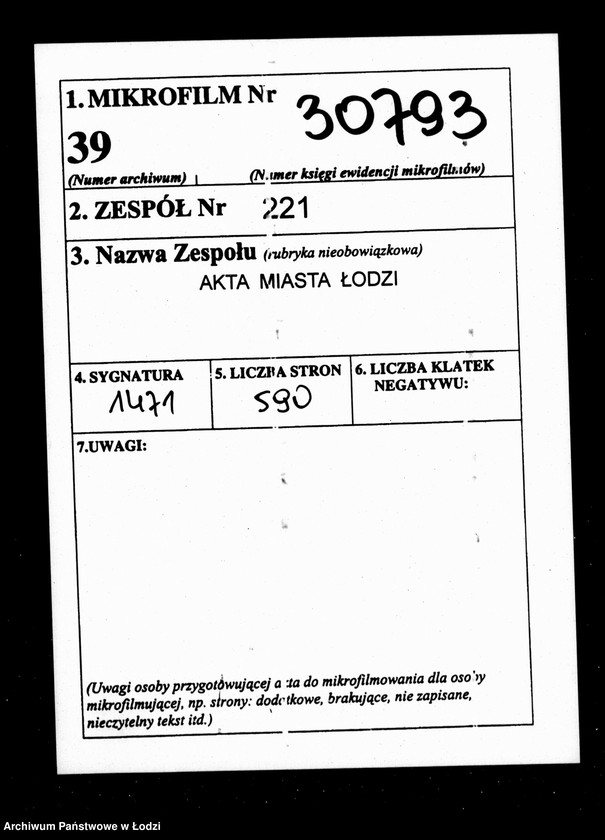 1. MIKROFILM Nr 30793
39
(Numer archiwum) (Numer księgi ewidencji mikrofilmów)
2. ZESPÓŁ Nr 221
3. Nazwa Zespołu (rubryka nieobowiązkowa)
AKTA MIASTA ŁODZI
4. SYGNATURA 5. LICZBA STRON 6. LICZBA KLATEK
NEGATYWU:
1471 590
7.UWAGI:
(Uwagi osoby przygotowującej akta do mikrofilmowania dla osoby
mikrofilmującej, np. strony: dodatkowe, brakujące, nie zapisane,
nieczytelny tekst itd.)
Archiwum Państwowe w Łodzi